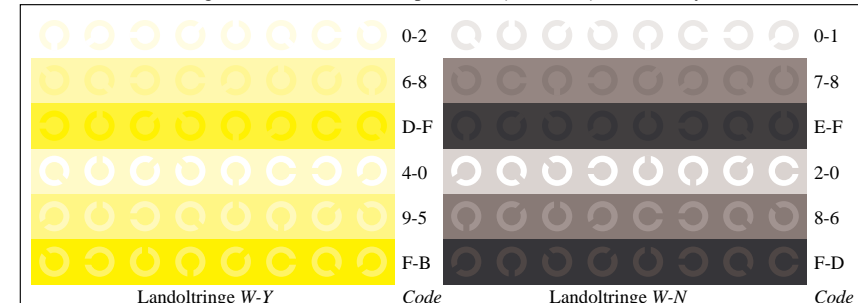 0-2 0-1
6-8 7-8
D-F E-F
4-0 2-0
9-5 8-6
F-B F-D
Landoltringe W-Y Code Landoltringe W-N Code